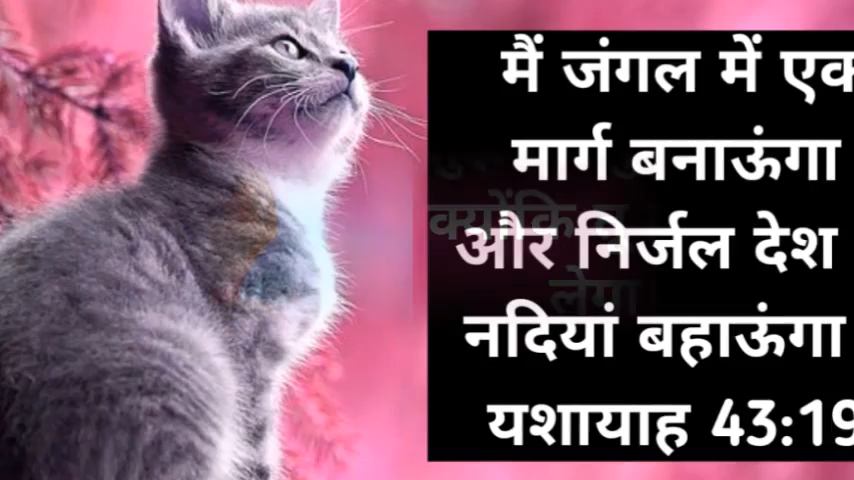 मैं जंगल में एक
मार्ग बनाऊंगा
और निर्जल देश
नदियां बहाऊंगा
यशायाह 43:19
क्योंकि
लेगा